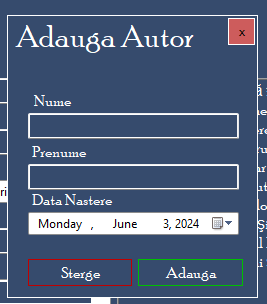 Adauga Autor
x
Nume
Prenume
Data Nastere
Monday , June 3, 2024
Sterge
Adauga